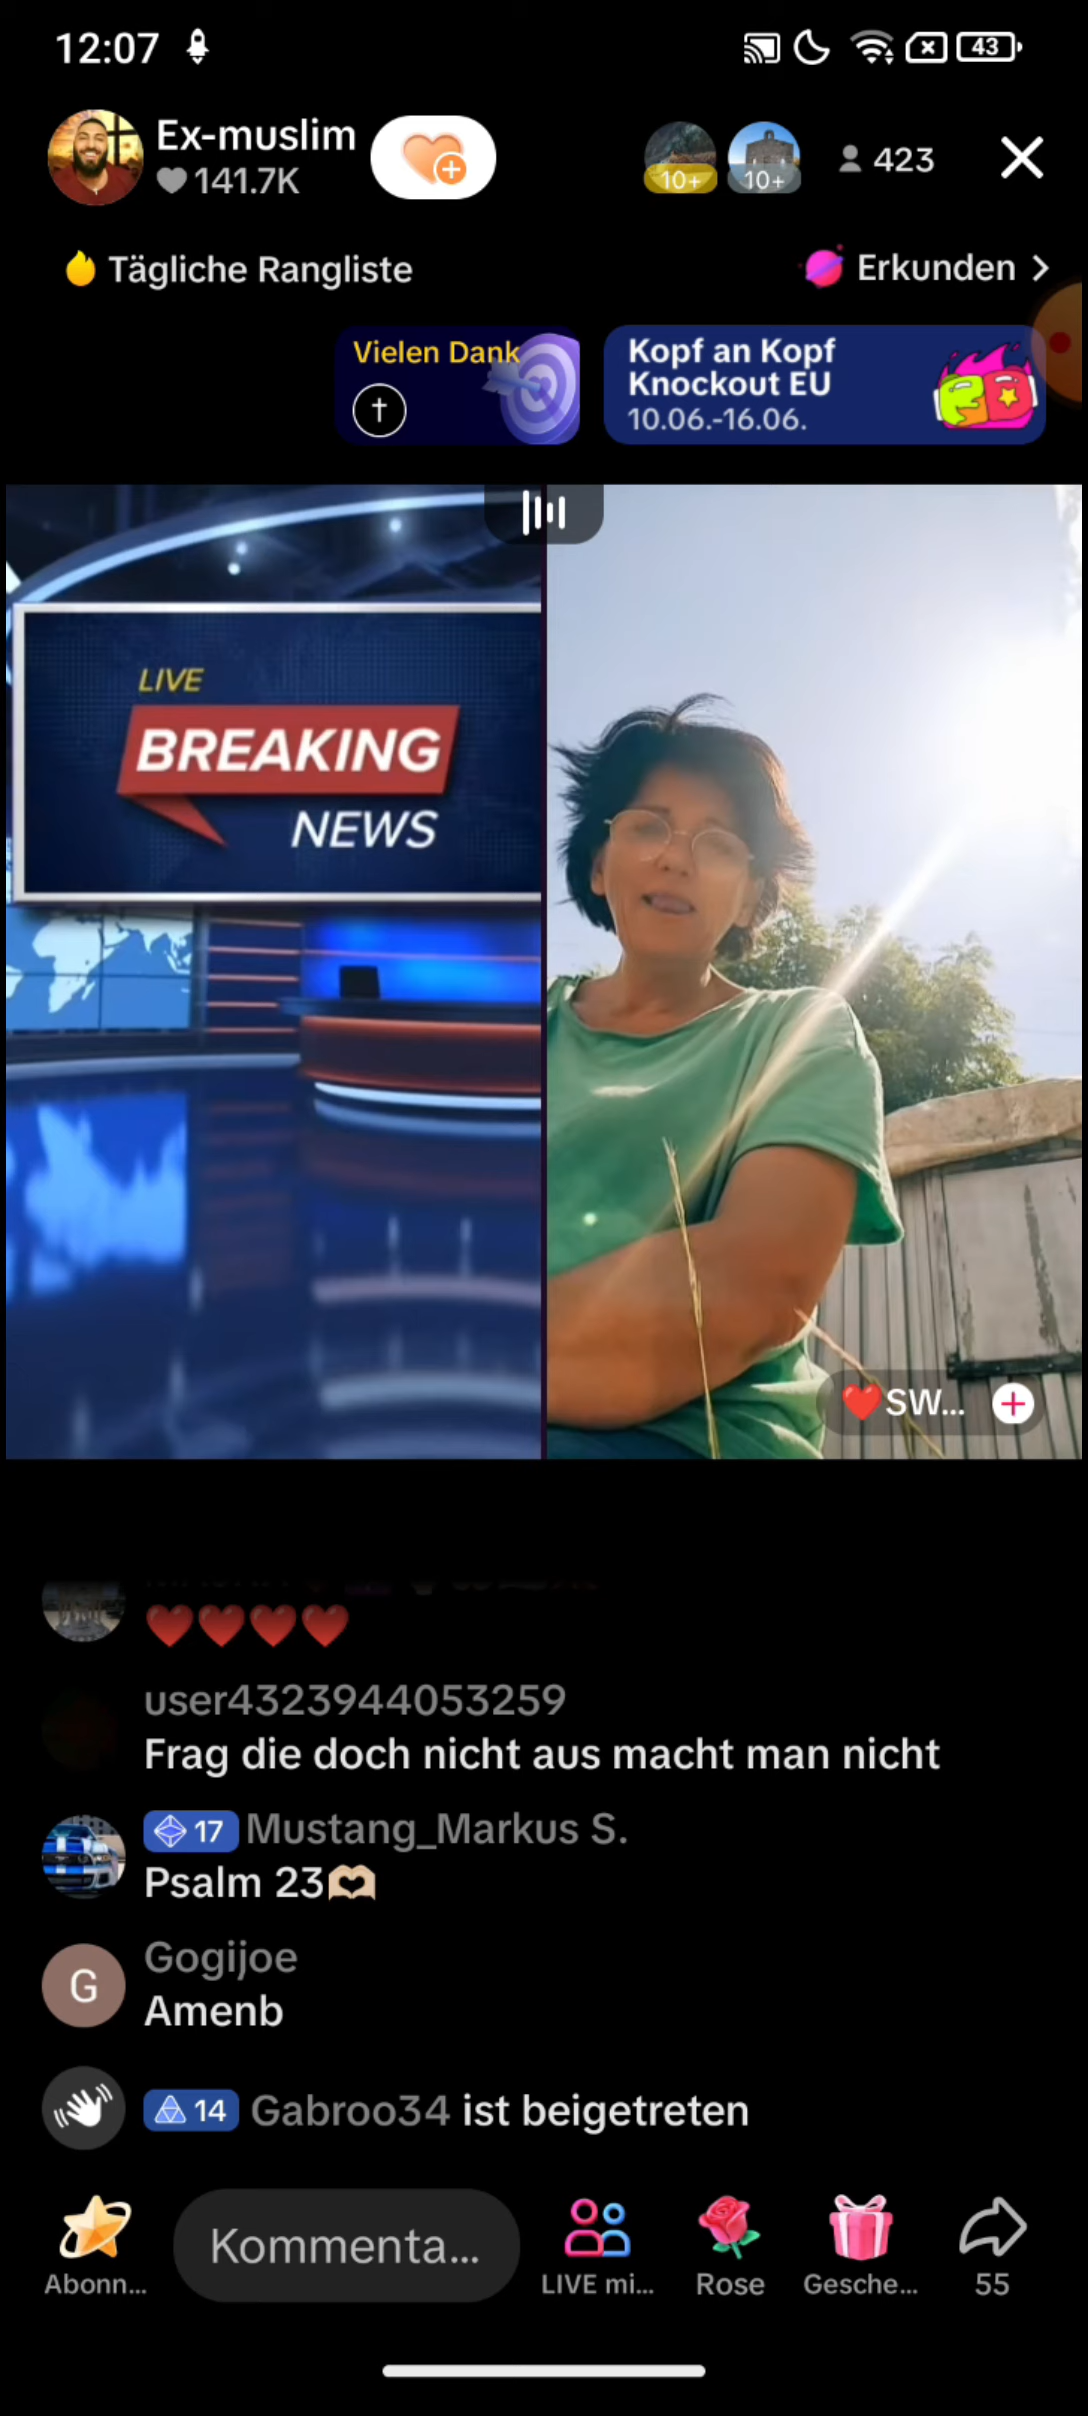 12:07
43
Ex-muslim
141.7K
10+
10+
423
Tägliche Rangliste
Erkunden
Vielen Dank
Kopf an Kopf
Knockout EU
10.06.-16.06.
LIVE
BREAKING
NEWS
SW...
user4323944053259
Frag die doch nicht aus macht man nicht
17 Mustang_Markus S.
Psalm 23
G
Gogijoe
Amenb
14 Gabroo34 ist beigetreten
Kommenta...
Abonn...
LIVE mi...
Rose
Gesche...
55